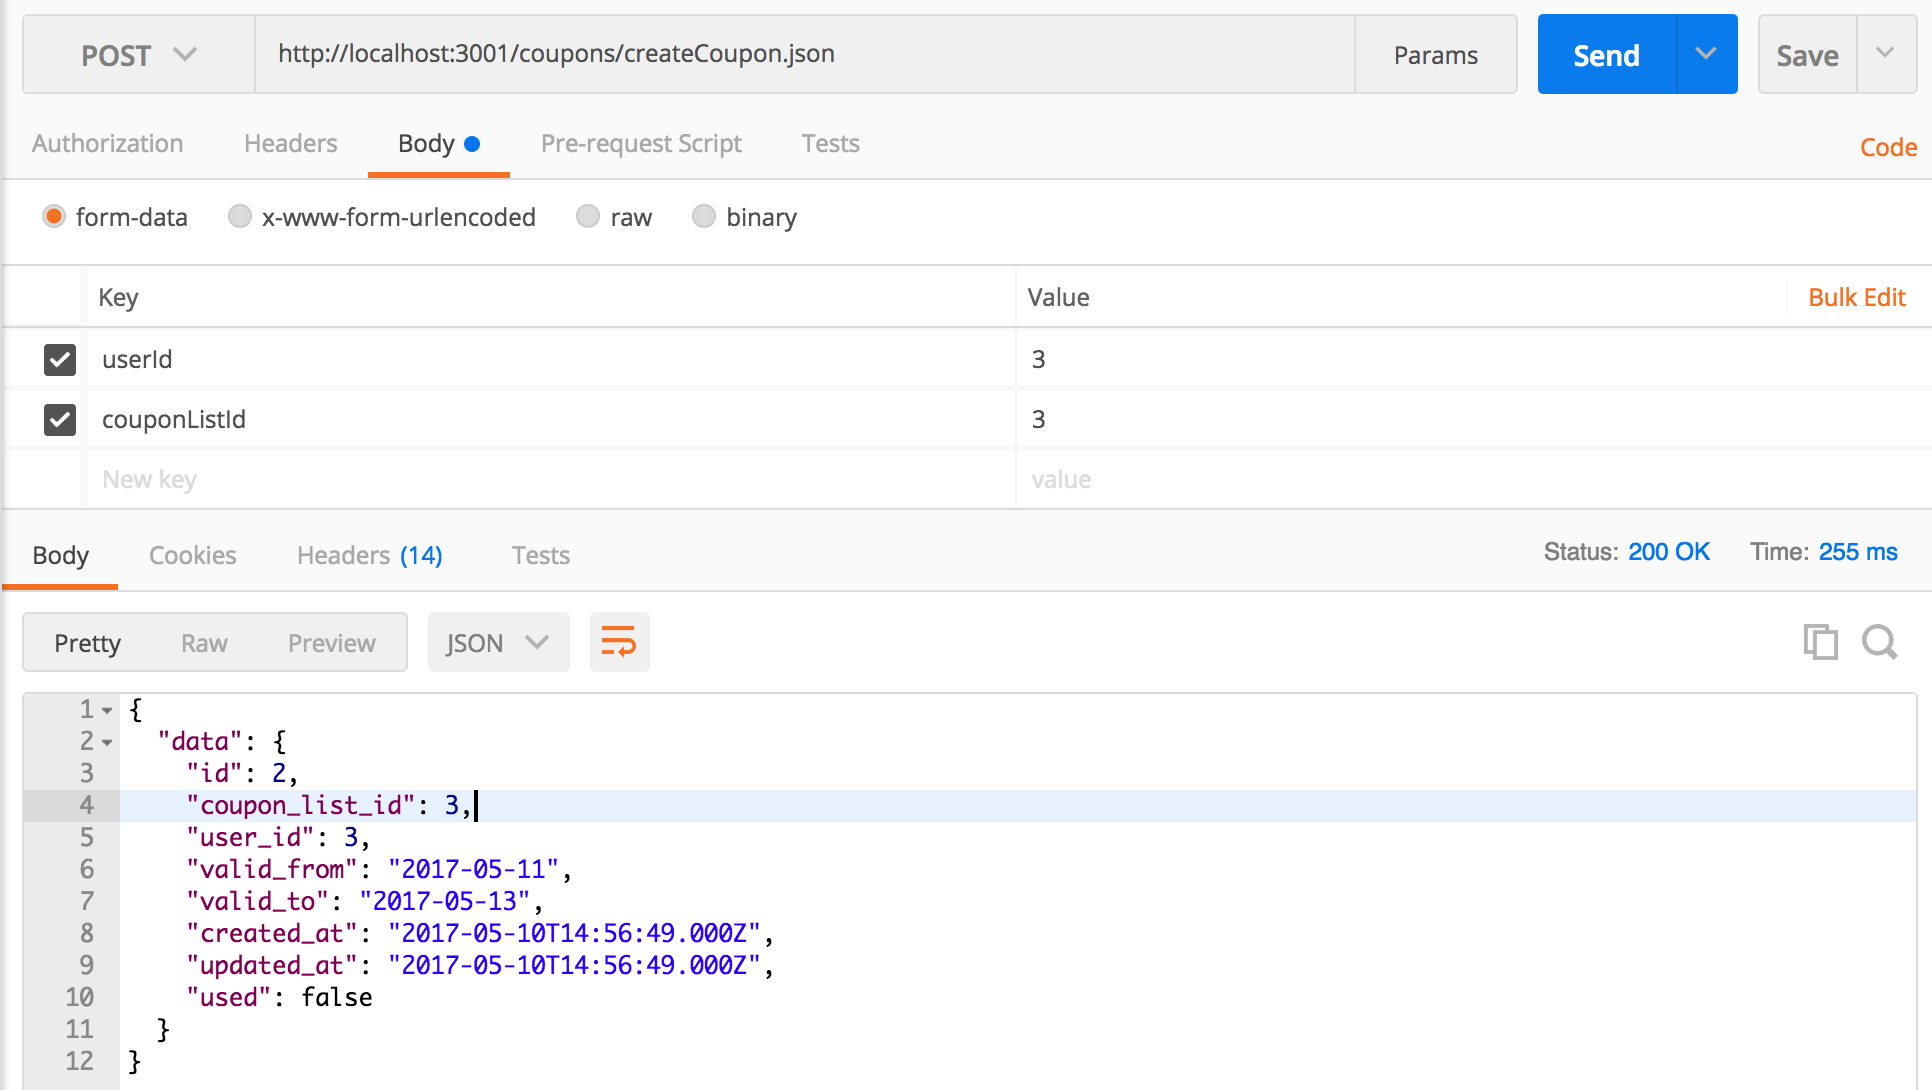 POST http://localhost:3001/coupons/createCoupon.json Params Send Save
Authorization Headers Body Pre-request Script Tests Code
form-data x-www-form-urlencoded raw binary
Key Value Bulk Edit
userId 3
couponListId 3
New key value
Body Cookies Headers (14) Tests Status: 200 OK Time: 255 ms
Pretty Raw Preview JSON
1 {
2 "data": {
3 "id": 2,
4 "coupon_list_id": 3,
5 "user_id": 3,
6 "valid_from": "2017-05-11",
7 "valid_to": "2017-05-13",
8 "created_at": "2017-05-10T14:56:49.000Z",
9 "updated_at": "2017-05-10T14:56:49.000Z",
10 "used": false
11 }
12 }